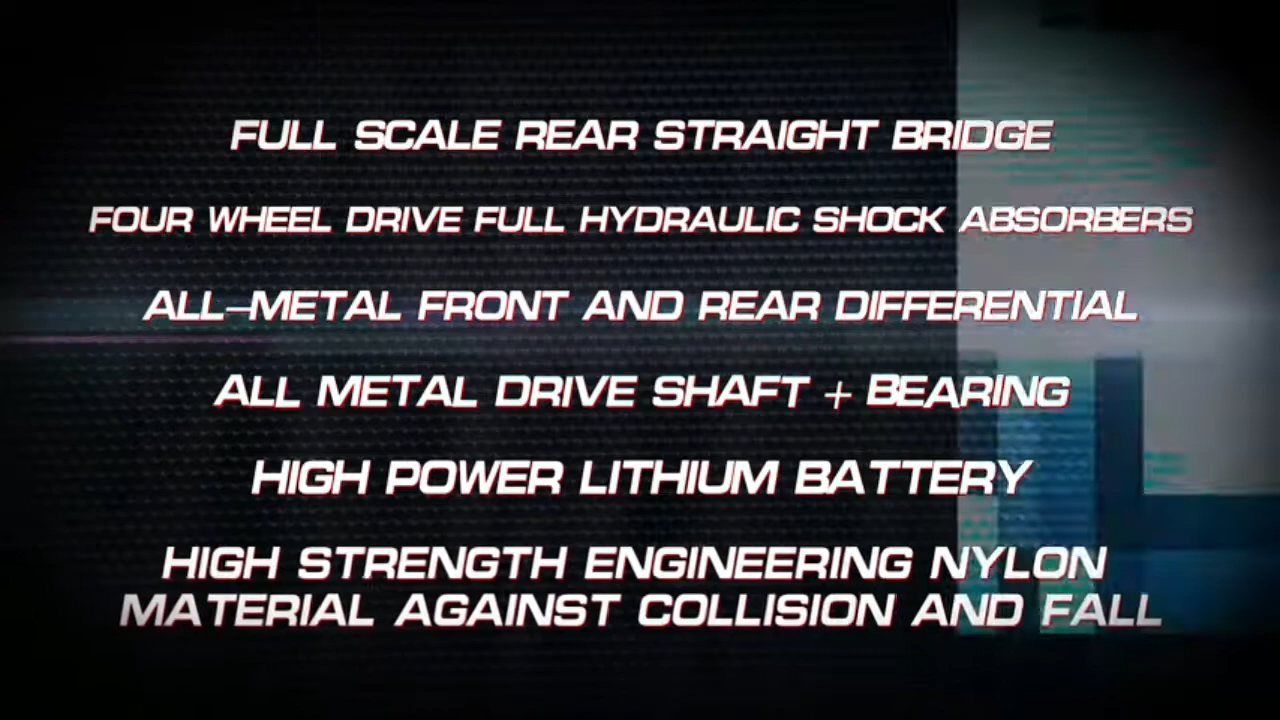 FULL SCALE REAR STRAIGHT BRIDGE
FOUR WHEEL DRIVE FULL HYDRAULIC SHOCK ABSORBERS
ALL-METAL FRONT AND REAR DIFFERENTIAL
ALL METAL DRIVE SHAFT + BEARING
HIGH POWER LITHIUM BATTERY
HIGH STRENGTH ENGINEERING NYLON
MATERIAL AGAINST COLLISION AND FALL